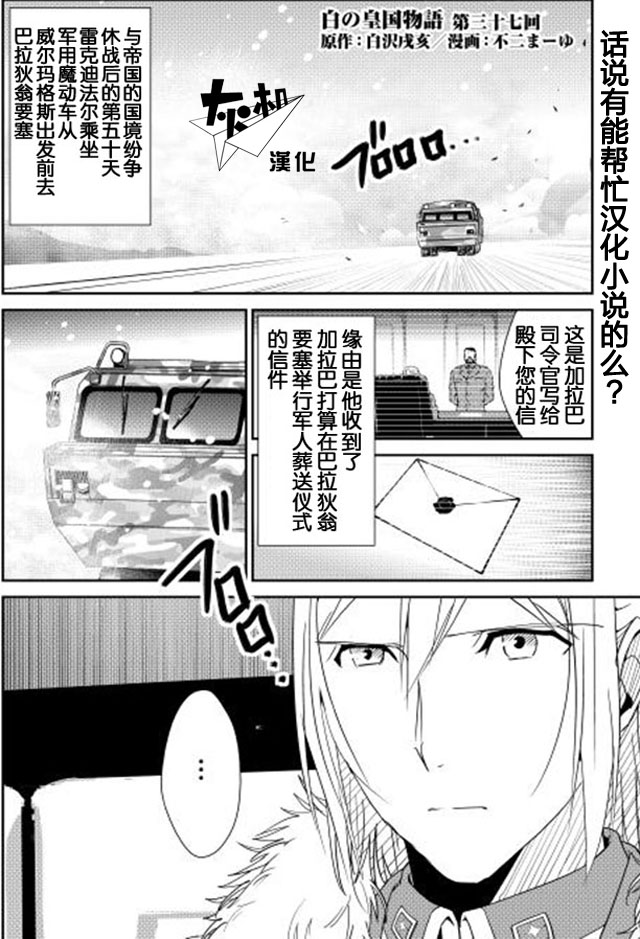 白の皇国物語 第三十七回
原作：白沢戌亥／漫画：不二まーゆ
话说有能帮忙汉化小说的么？
与帝国的国境纷争
休战后的第五十天
雷克迪法尔乘坐
军用魔动车从
威尔玛格斯出发前去
巴拉狄翁要塞
大灰机
漢化
ブロロロ…
这是加拉巴
司令官写给
殿下您的信
缘由是他收到了
加拉巴打算在巴拉狄翁
要塞举行军人葬送仪式
的信件
ブロロロ…
…